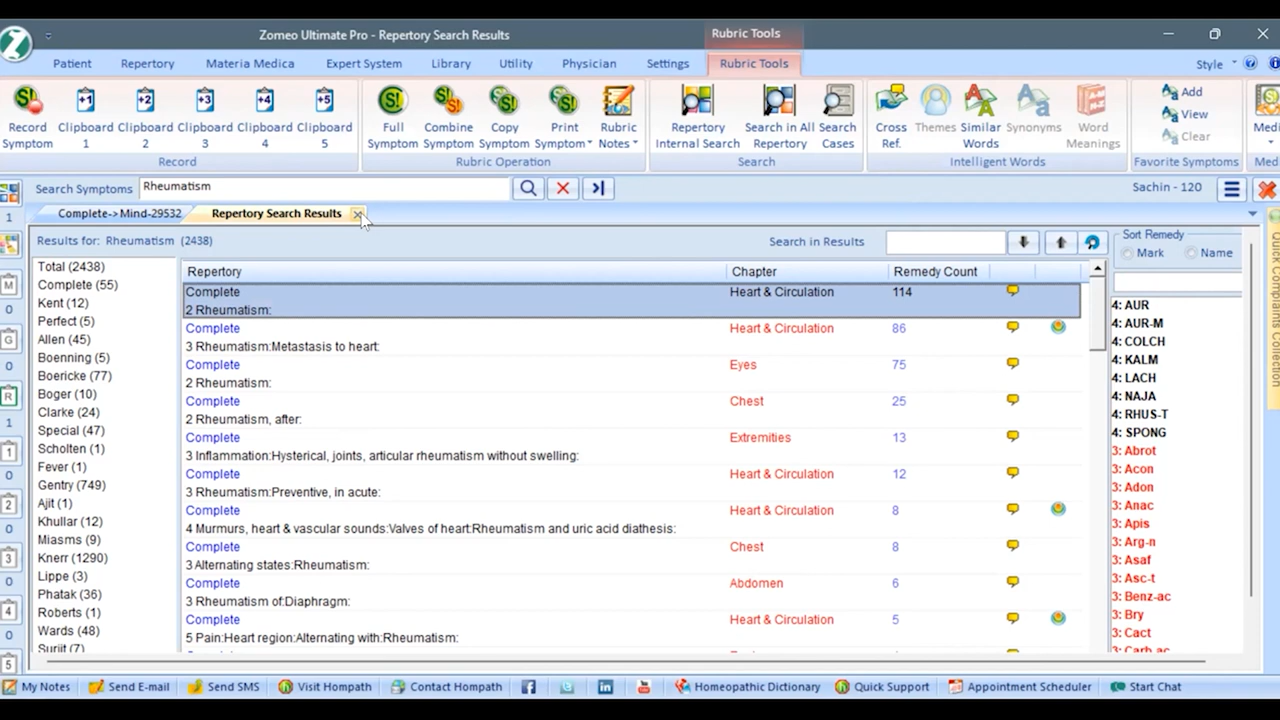 Zomeo Ultimate Pro - Repertory Search Results
Rubric Tools
Patient Repertory Materia Medica Expert System Library Utility Physician Settings Rubric Tools Style
Record Symptom
Clipboard 1
Clipboard 2
Clipboard 3
Clipboard 4
Clipboard 5
Full Symptom
Combine Symptom
Copy Symptom
Print Symptom
Rubric Notes
Repertory Internal Search
Search in All Repertory
Search Cases
Cross Ref.
Themes
Similar Words
Synonyms
Word Meanings
Add
View
Clear
Medi
Record
Rubric Operation
Search
Intelligent Words
Favorite Symptoms
Med
Search Symptoms Rheumatism
Sachin - 120
Complete-> Mind-29532 Repertory Search Results
Results for: Rheumatism (2438)
Search in Results
Sort Remedy
Mark Name
Total (2438)
Complete (55)
Kent (12)
Perfect (5)
Allen (45)
Boenning (5)
Boericke (77)
Boger (10)
Clarke (24)
Special (47)
Scholten (1)
Fever (1)
Gentry (749)
Ajit (1)
Khullar (12)
Miasms (9)
Knerr (1290)
Lippe (3)
Phatak (36)
Roberts (1)
Wards (48)
Surjit (7)
Repertory Chapter Remedy Count
Complete Heart & Circulation 114
2 Rheumatism:
Complete Heart & Circulation 86
3 Rheumatism:Metastasis to heart:
Complete Eyes 75
2 Rheumatism:
Complete Chest 25
2 Rheumatism, after:
Complete Extremities 13
3 Inflammation:Hysterical, joints, articular rheumatism without swelling:
Complete Heart & Circulation 12
3 Rheumatism:Preventive, in acute:
Complete Heart & Circulation 8
4 Murmurs, heart & vascular sounds:Valves of heart:Rheumatism and uric acid diathesis:
Complete Chest 8
3 Alternating states:Rheumatism:
Complete Abdomen 6
3 Rheumatism of:Diaphragm:
Complete Heart & Circulation 5
5 Pain:Heart region:Alternating with:Rheumatism:
4: AUR
4: AUR-M
4: COLCH
4: KALM
4: LACH
4: NAJA
4: RHUS-T
4: SPONG
3: Abrot
3: Acon
3: Adon
3: Anac
3: Apis
3: Arg-n
3: Asaf
3: Asc-t
3: Benz-ac
3: Bry
3: Cact
3: Carb-ac
Quick Complaints Collection
My Notes Send E-mail Send SMS Visit Hompath Contact Hompath Homeopathic Dictionary Quick Support Appointment Scheduler Start Chat